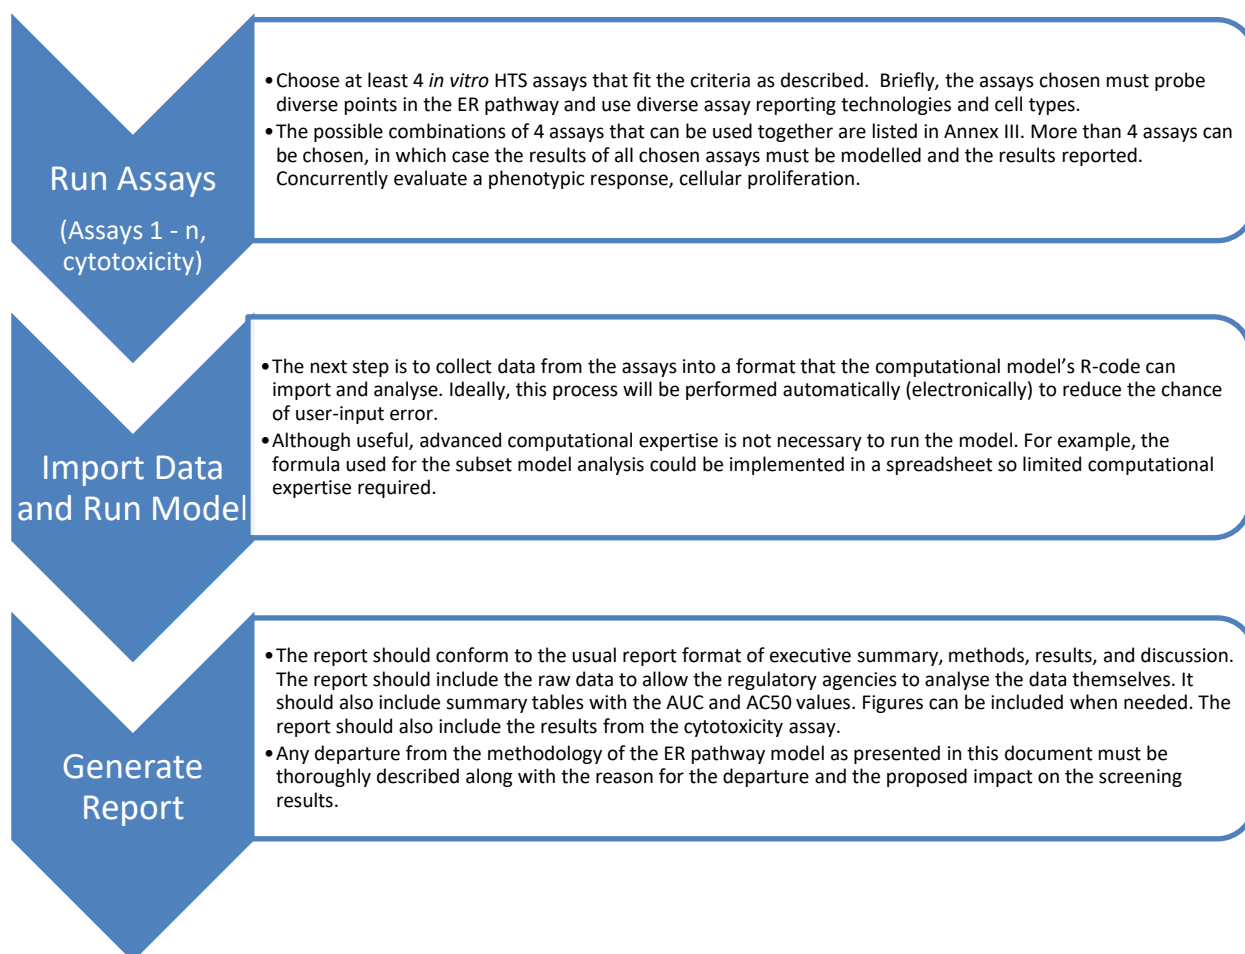 Run Assays
(Assays 1 - n,
cytotoxicity)
•Choose at least 4 in vitro HTS assays that fit the criteria as described.  Briefly, the assays chosen must probe
diverse points in the ER pathway and use diverse assay reporting technologies and cell types.
•The possible combinations of 4 assays that can be used together are listed in Annex III. More than 4 assays can
be chosen, in which case the results of all chosen assays must be modelled and the results reported.
Concurrently evaluate a phenotypic response, cellular proliferation.
Import Data
and Run Model
•The next step is to collect data from the assays into a format that the computational model’s R-code can
import and analyse. Ideally, this process will be performed automatically (electronically) to reduce the chance
of user-input error.
•Although useful, advanced computational expertise is not necessary to run the model. For example, the
formula used for the subset model analysis could be implemented in a spreadsheet so limited computational
expertise required.
Generate
Report
•The report should conform to the usual report format of executive summary, methods, results, and discussion.
The report should include the raw data to allow the regulatory agencies to analyse the data themselves. It
should also include summary tables with the AUC and AC50 values. Figures can be included when needed. The
report should also include the results from the cytotoxicity assay.
•Any departure from the methodology of the ER pathway model as presented in this document must be
thoroughly described along with the reason for the departure and the proposed impact on the screening
results.